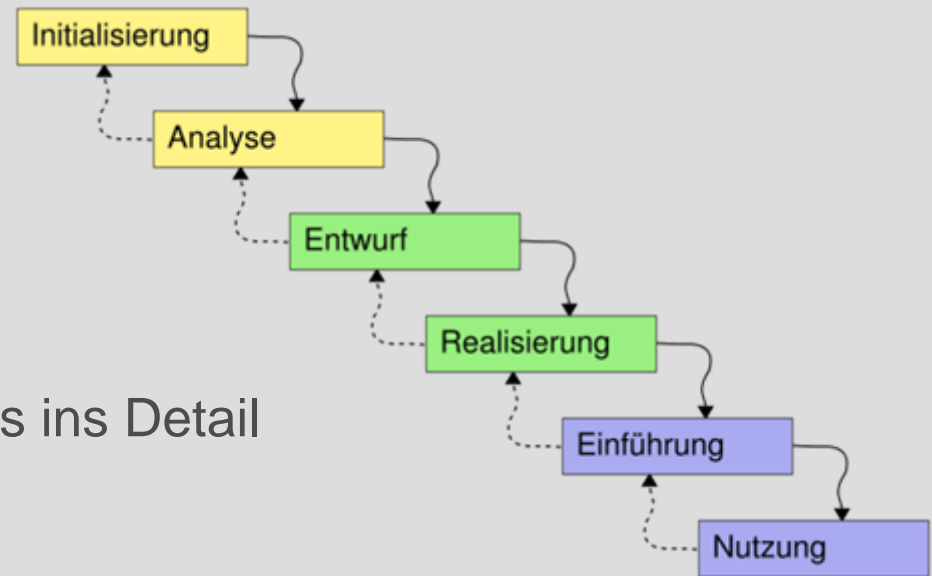 Initialisierung
Analyse
Entwurf
Realisierung
s ins Detail
Einführung
Nutzung